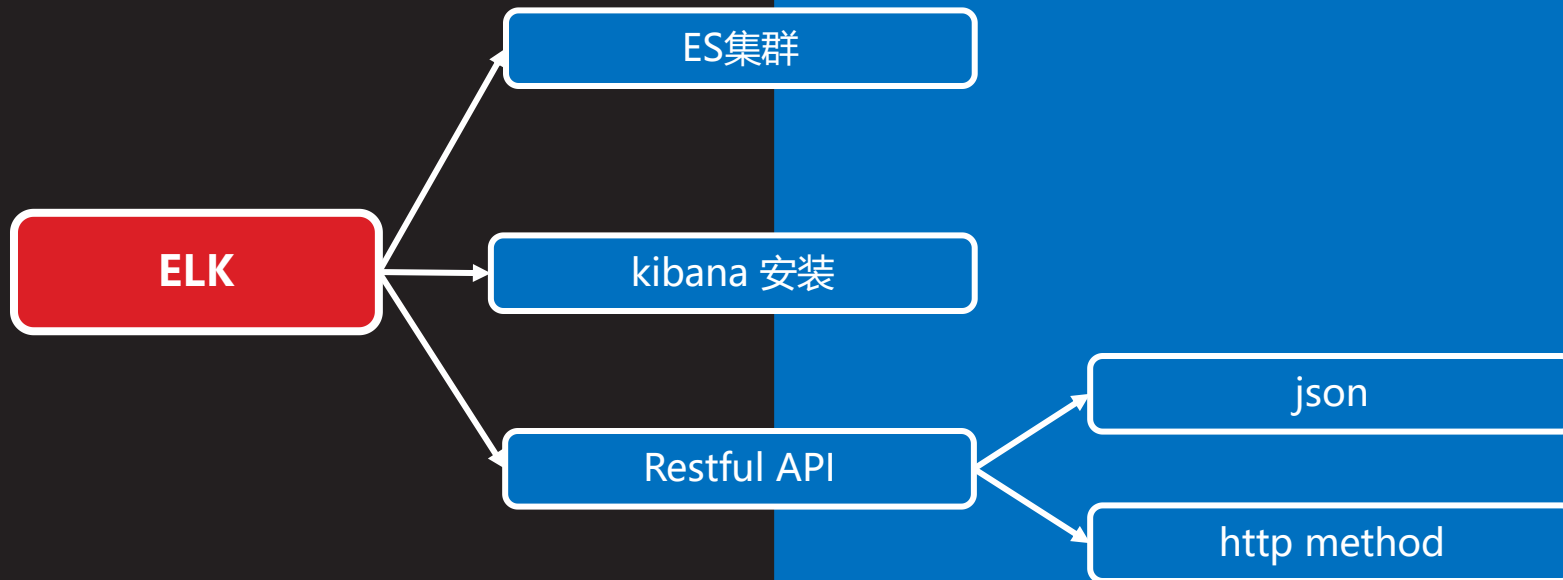 ES集群
ELK
kibana 安装
json
Restful API
http method